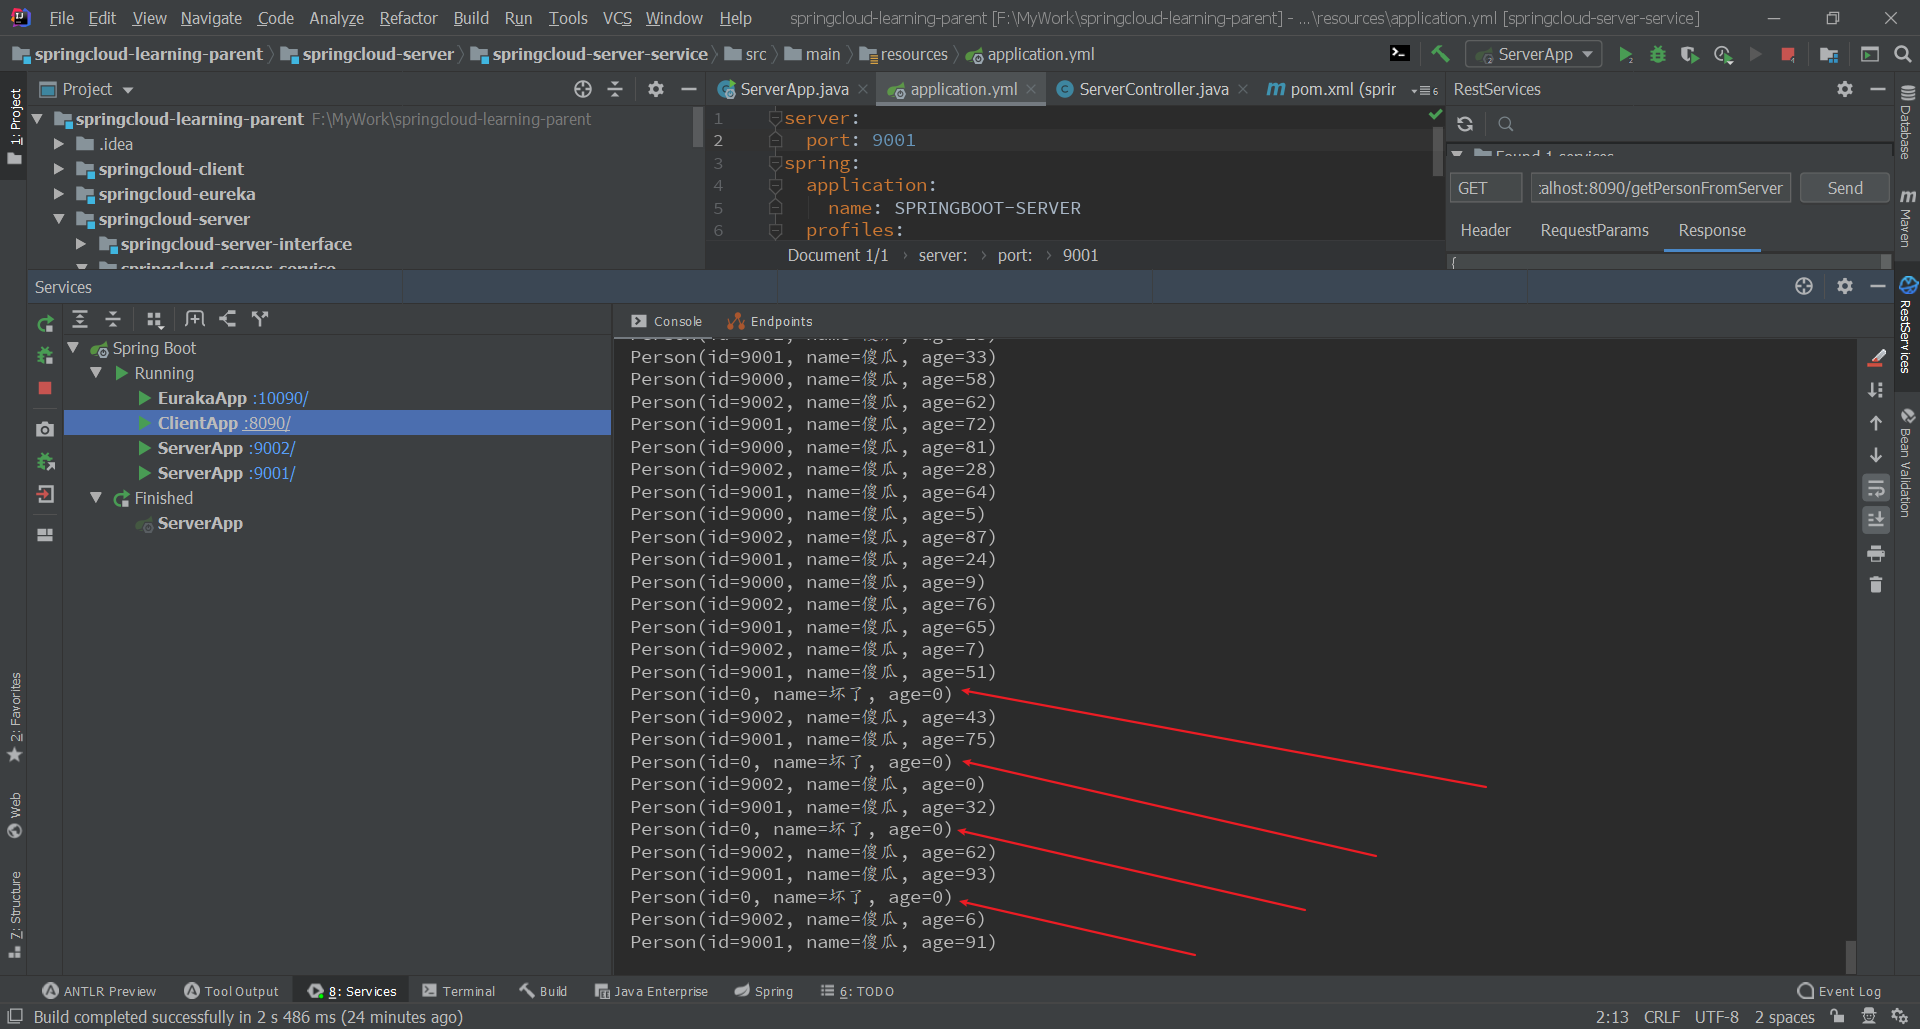 File Edit View Navigate Code Analyze Refactor Build Run Tools VCS Window Help springcloud-learning-parent [F:\MyWork\springcloud-learning-parent] - ...\resources\application.yml [springcloud-server-service]
springcloud-learning-parent springcloud-server springcloud-server-service src main resources application.yml ServerApp
1: Project
Project
springcloud-learning-parent F:\MyWork\springcloud-learning-parent
.idea
springcloud-client
springcloud-eureka
springcloud-server
springcloud-server-interface
springcloud-server-service
ServerApp.java application.yml ServerController.java pom.xml (sprin
1 server:
2 port: 9001
3 spring:
4 application:
5 name: SPRINGBOOT-SERVER
6 profiles:
Document 1/1 › server: › port: › 9001
RestServices
Found 1 services
GET :alhost:8090/getPersonFromServer Send
Header RequestParams Response
{
Database
Maven
RestServices
Bean Validation
Services
Spring Boot
Running
EurakaApp :10090/
ClientApp :8090/
ServerApp :9002/
ServerApp :9001/
Finished
ServerApp
Console Endpoints
Person(id=9001, name=傻瓜, age=33)
Person(id=9000, name=傻瓜, age=58)
Person(id=9002, name=傻瓜, age=62)
Person(id=9001, name=傻瓜, age=72)
Person(id=9000, name=傻瓜, age=81)
Person(id=9002, name=傻瓜, age=28)
Person(id=9001, name=傻瓜, age=64)
Person(id=9000, name=傻瓜, age=5)
Person(id=9002, name=傻瓜, age=87)
Person(id=9001, name=傻瓜, age=24)
Person(id=9000, name=傻瓜, age=9)
Person(id=9002, name=傻瓜, age=76)
Person(id=9001, name=傻瓜, age=65)
Person(id=9002, name=傻瓜, age=7)
Person(id=9001, name=傻瓜, age=51)
Person(id=0, name=坏了, age=0)
Person(id=9002, name=傻瓜, age=43)
Person(id=9001, name=傻瓜, age=75)
Person(id=0, name=坏了, age=0)
Person(id=9002, name=傻瓜, age=0)
Person(id=9001, name=傻瓜, age=32)
Person(id=0, name=坏了, age=0)
Person(id=9002, name=傻瓜, age=62)
Person(id=9001, name=傻瓜, age=93)
Person(id=0, name=坏了, age=0)
Person(id=9002, name=傻瓜, age=6)
Person(id=9001, name=傻瓜, age=91)
2: Favorites
Web
7: Structure
ANTLR Preview Tool Output 8: Services Terminal Build Java Enterprise Spring 6: TODO Event Log
Build completed successfully in 2 s 486 ms (24 minutes ago) 2:13 CRLF UTF-8 2 spaces